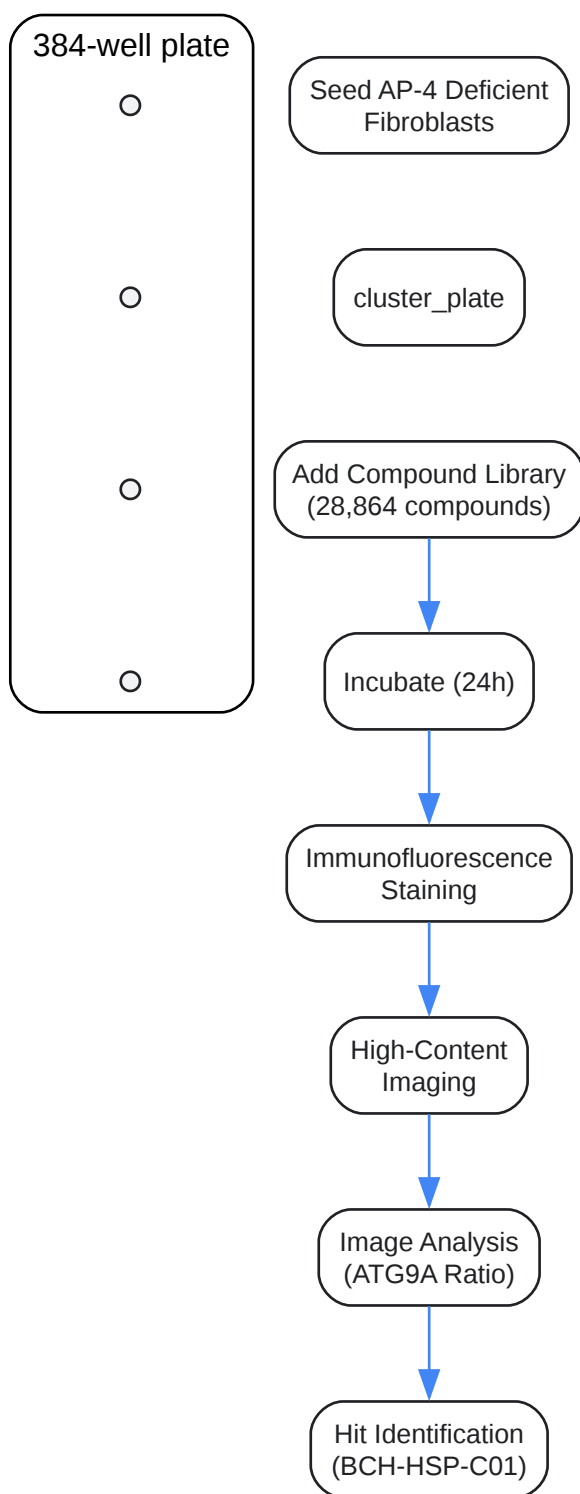 384-well plate
Seed AP-4 Deficient
Fibroblasts
cluster_plate
Add Compound Library
(28,864 compounds)
Incubate (24h)
Immunofluorescence
Staining
High-Content
Imaging
Image Analysis
(ATG9A Ratio)
Hit Identification
(BCH-HSP-C01)